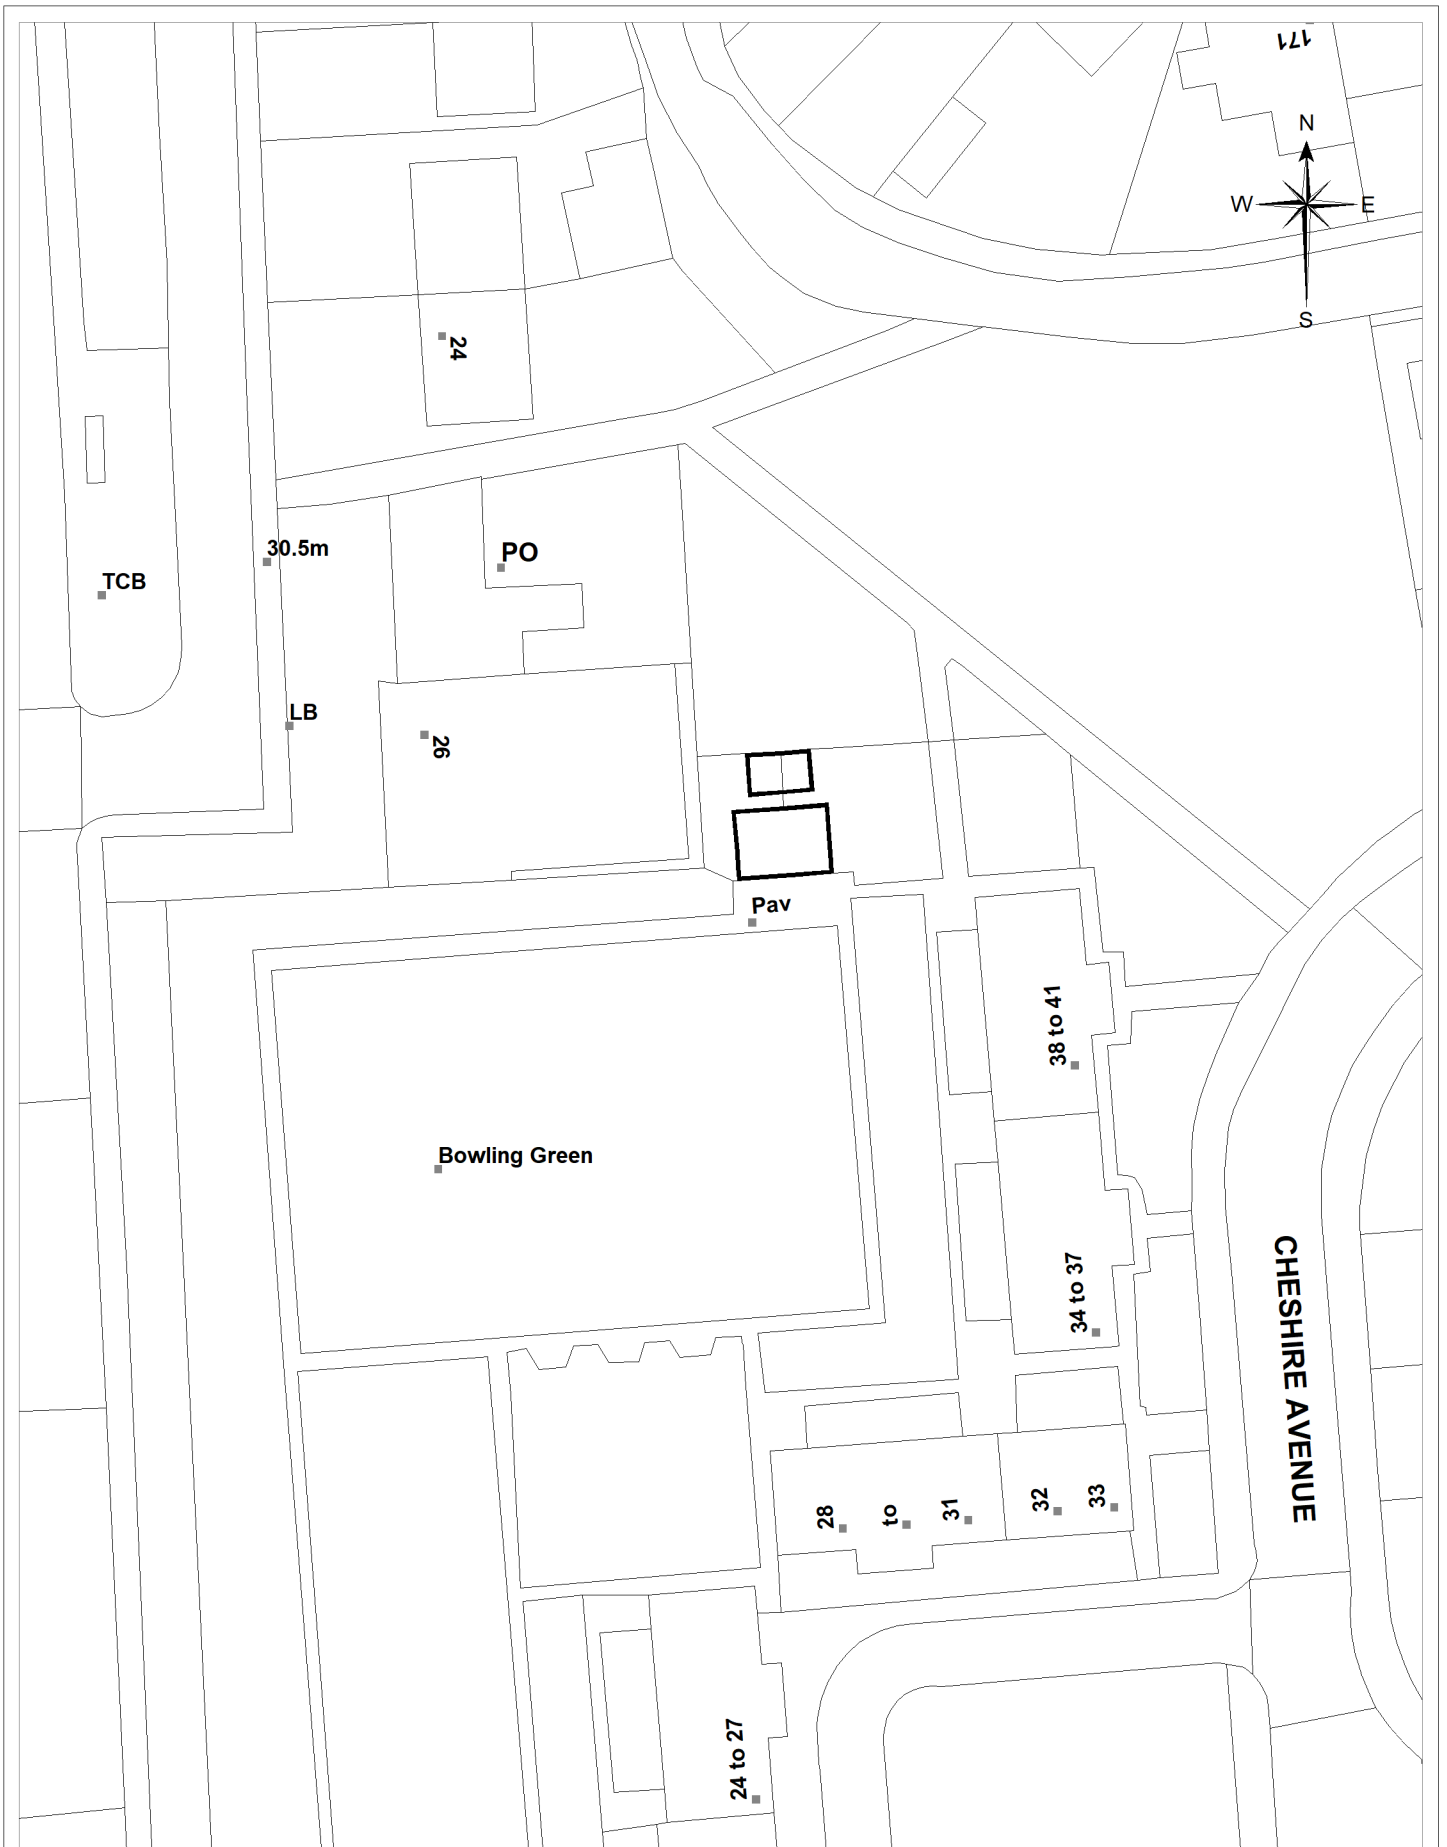 171
N
W
E
S
24
30.5m
PO
TCB
LB
26
Pav
38 to 41
Bowling Green
34 to 37
CHESHIRE AVENUE
28
to
31
32
33
24 to 27